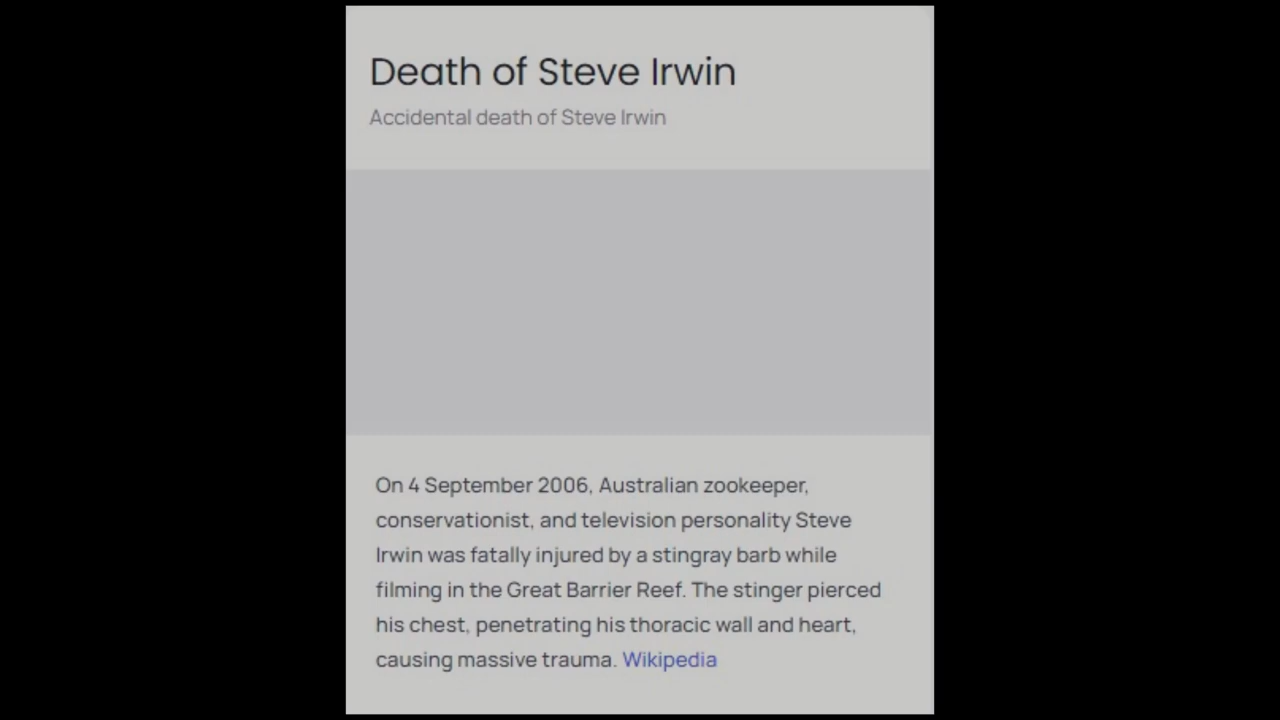 Death of Steve Irwin
Accidental death of Steve Irwin
On 4 September 2006, Australian zookeeper,
conservationist, and television personality Steve
Irwin was fatally injured by a stingray barb while
filming in the Great Barrier Reef. The stinger pierced
his chest, penetrating his thoracic wall and heart,
causing massive trauma. Wikipedia